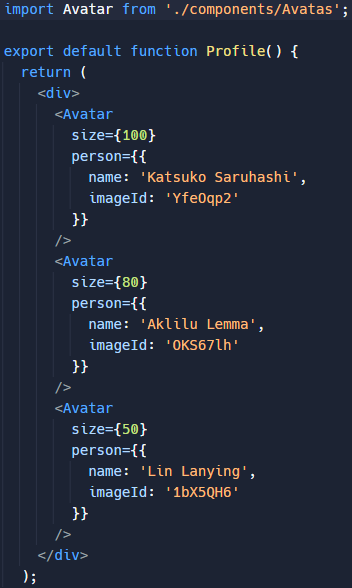 import Avatar from './components/Avatas';
export default function Profile() {
return (
<div>
<Avatar
size={100}
person={{
name: 'Katsuko Saruhashi',
imageId: 'YfeOqp2'
}}
/>
<Avatar
size={80}
person={{
name: 'Aklilu Lemma',
imageId: 'OKS67lh'
}}
/>
<Avatar
size={50}
person={{
name: 'Lin Lanying',
imageId: '1bX5QH6'
}}
/>
</div>
);